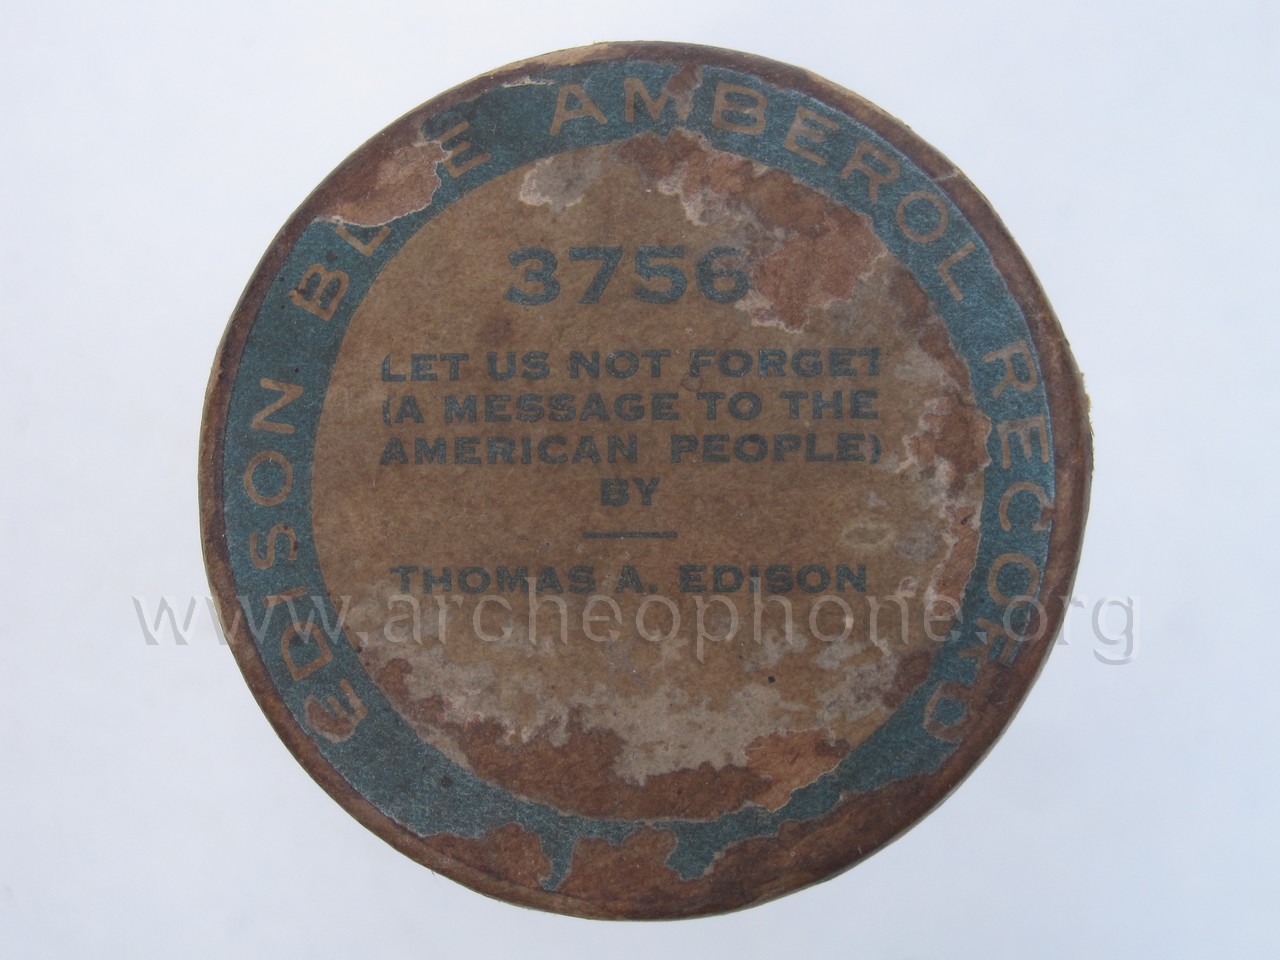 EDISON BLUE AMBEROL RECORD
3756
LET US NOT FORGET
(A MESSAGE TO THE
AMERICAN PEOPLE)
BY
THOMAS A. EDISON
www.archeophone.org